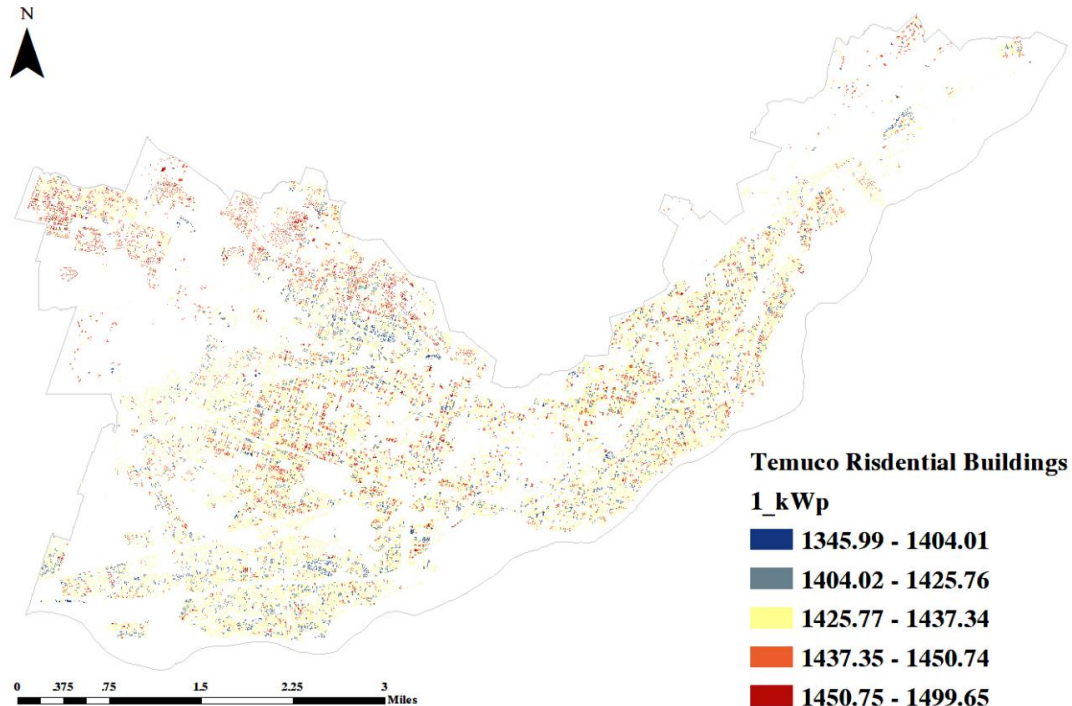 N
Temuco Risdential Buildings
1_kWp
1345.99 - 1404.01
1404.02 - 1425.76
1425.77 - 1437.34
1437.35 - 1450.74
1450.75 - 1499.65
0 .375 .75 1.5 2.25 3
Miles